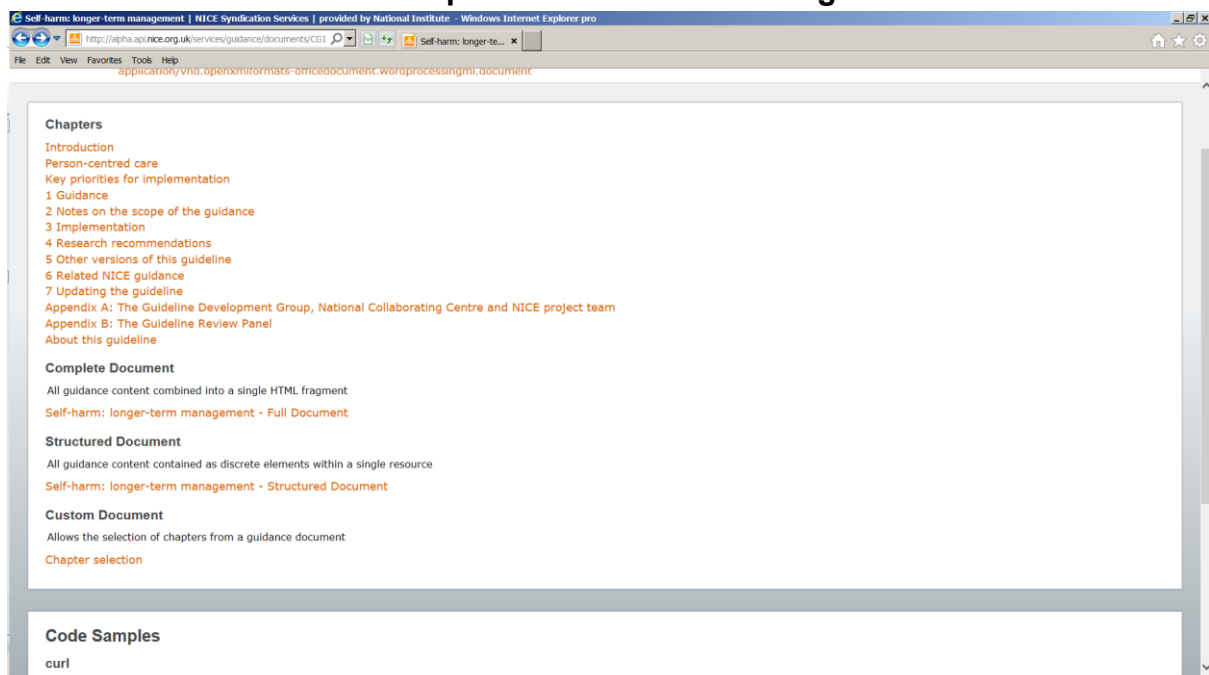 Self-harm: longer-term management | NICE Syndication Services | provided by National Institute - Windows Internet Explorer pro
http://alpha.api.nice.org.uk/services/guidance/documents/CG1
Self-harm: longer-te...
File Edit View Favorites Tools Help
application/vnd.openxmlformats-officedocument.wordprocessingml.document
Chapters
Introduction
Person-centred care
Key priorities for implementation
1 Guidance
2 Notes on the scope of the guidance
3 Implementation
4 Research recommendations
5 Other versions of this guideline
6 Related NICE guidance
7 Updating the guideline
Appendix A: The Guideline Development Group, National Collaborating Centre and NICE project team
Appendix B: The Guideline Review Panel
About this guideline
Complete Document
All guidance content combined into a single HTML fragment
Self-harm: longer-term management - Full Document
Structured Document
All guidance content contained as discrete elements within a single resource
Self-harm: longer-term management - Structured Document
Custom Document
Allows the selection of chapters from a guidance document
Chapter selection
Code Samples
curl